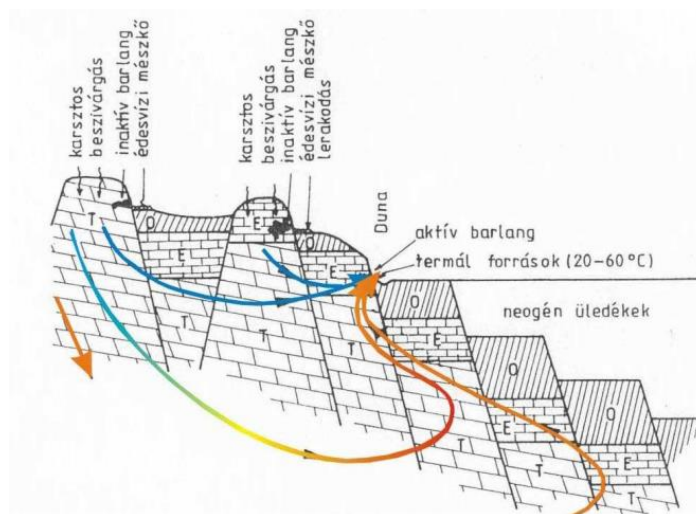 karsztos
beszivárgás
inaktív barlang
édesvízi mészkő
karsztos
beszivárgás
inaktív barlang
édesvízi mészkő
lerakodás
Duna
aktív barlang
termál források (20–60 °C)
neogén üledékek
T
O
E
T
E
O
E
T
T
O
E
T
O
E
T
O
E
T